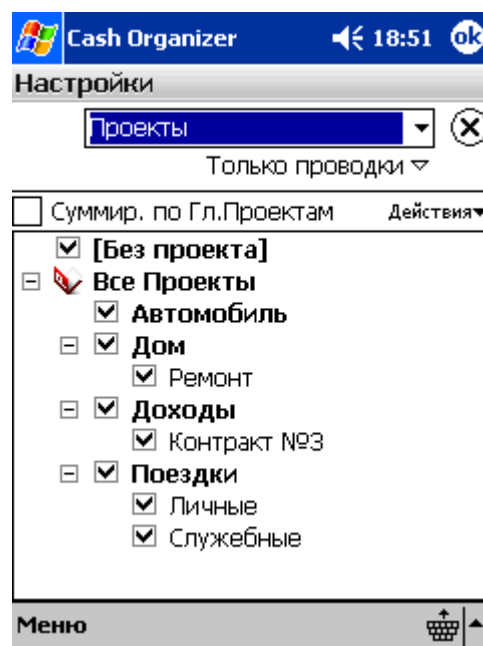 Cash Organizer 18:51 ok
Настройки
Проекты
Только проводки
Суммир. по Гл.Проектам Действия
[Без проекта]
Все Проекты
Автомобиль
Дом
Ремонт
Доходы
Контракт №3
Поездки
Личные
Служебные
Меню